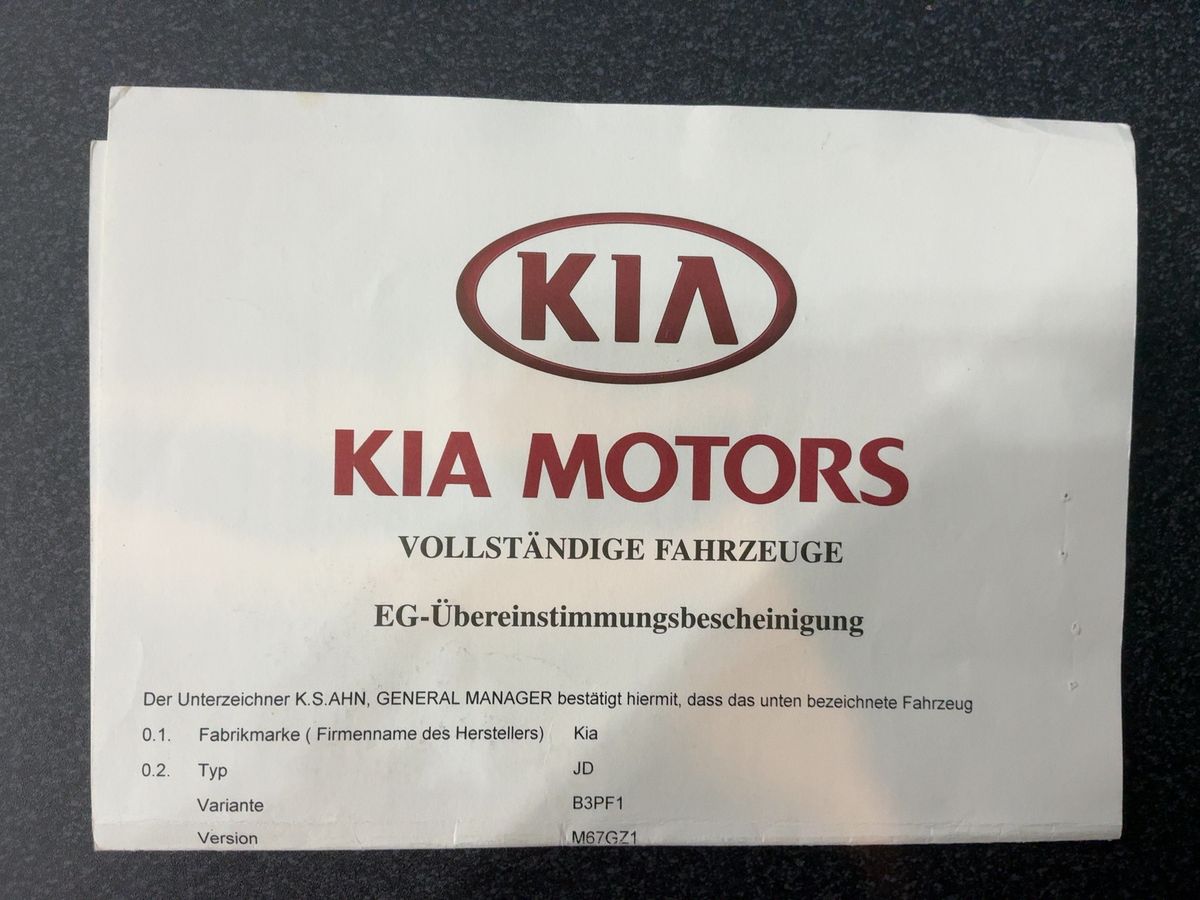 KIA
KIA MOTORS
VOLLSTÄNDIGE FAHRZEUGE
EG-Übereinstimmungsbescheinigung
Der Unterzeichner K.S.AHN, GENERAL MANAGER bestätigt hiermit, dass das unten bezeichnete Fahrzeug
0.1. Fabrikmarke ( Firmenname des Herstellers) Kia
0.2. Typ JD
Variante B3PF1
Version M67GZ1